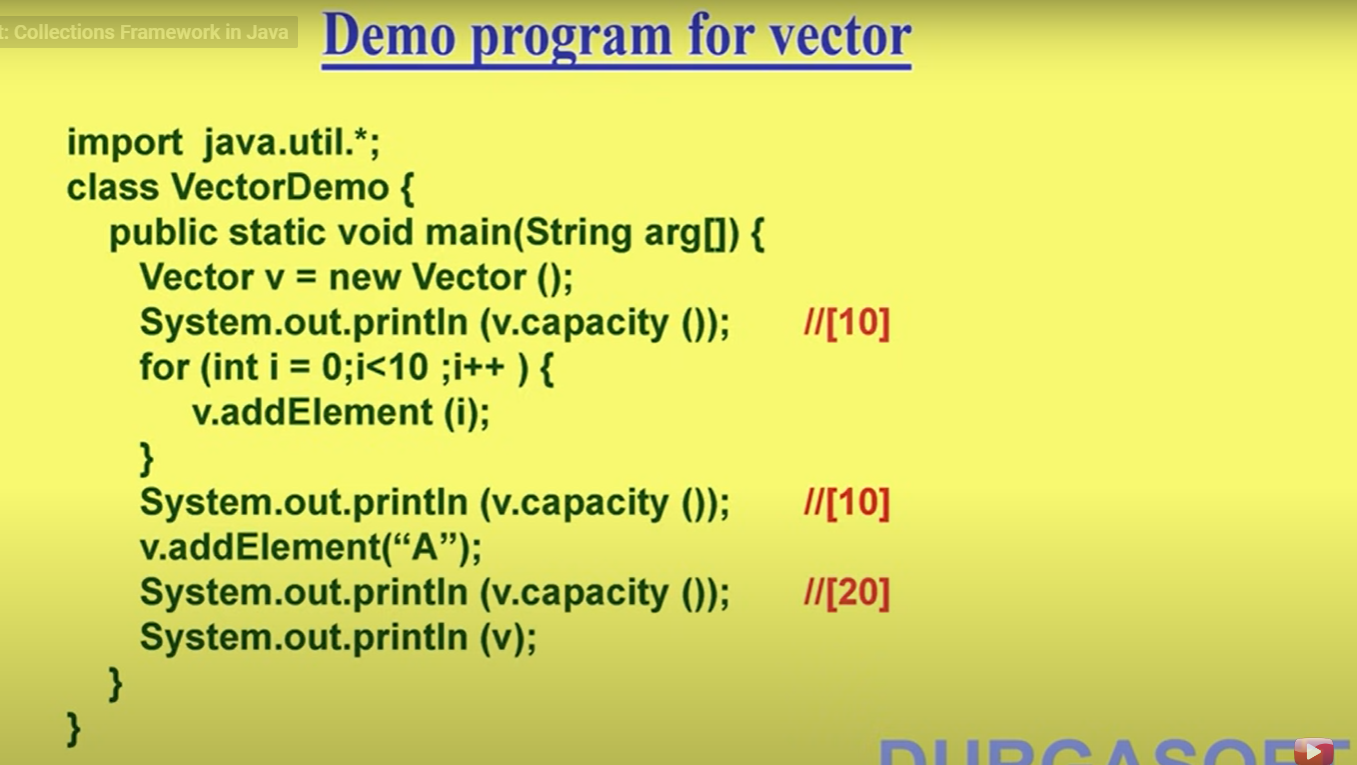 t: Collections Framework in Java
Demo program for vector
import java.util.*;
class VectorDemo {
public static void main(String arg[]) {
Vector v = new Vector ();
System.out.println (v.capacity ()); //[10]
for (int i = 0;i<10 ;i++ ) {
v.addElement (i);
}
System.out.println (v.capacity ()); //[10]
v.addElement(“A”);
System.out.println (v.capacity ()); //[20]
System.out.println (v);
}
}
DURGASOFT